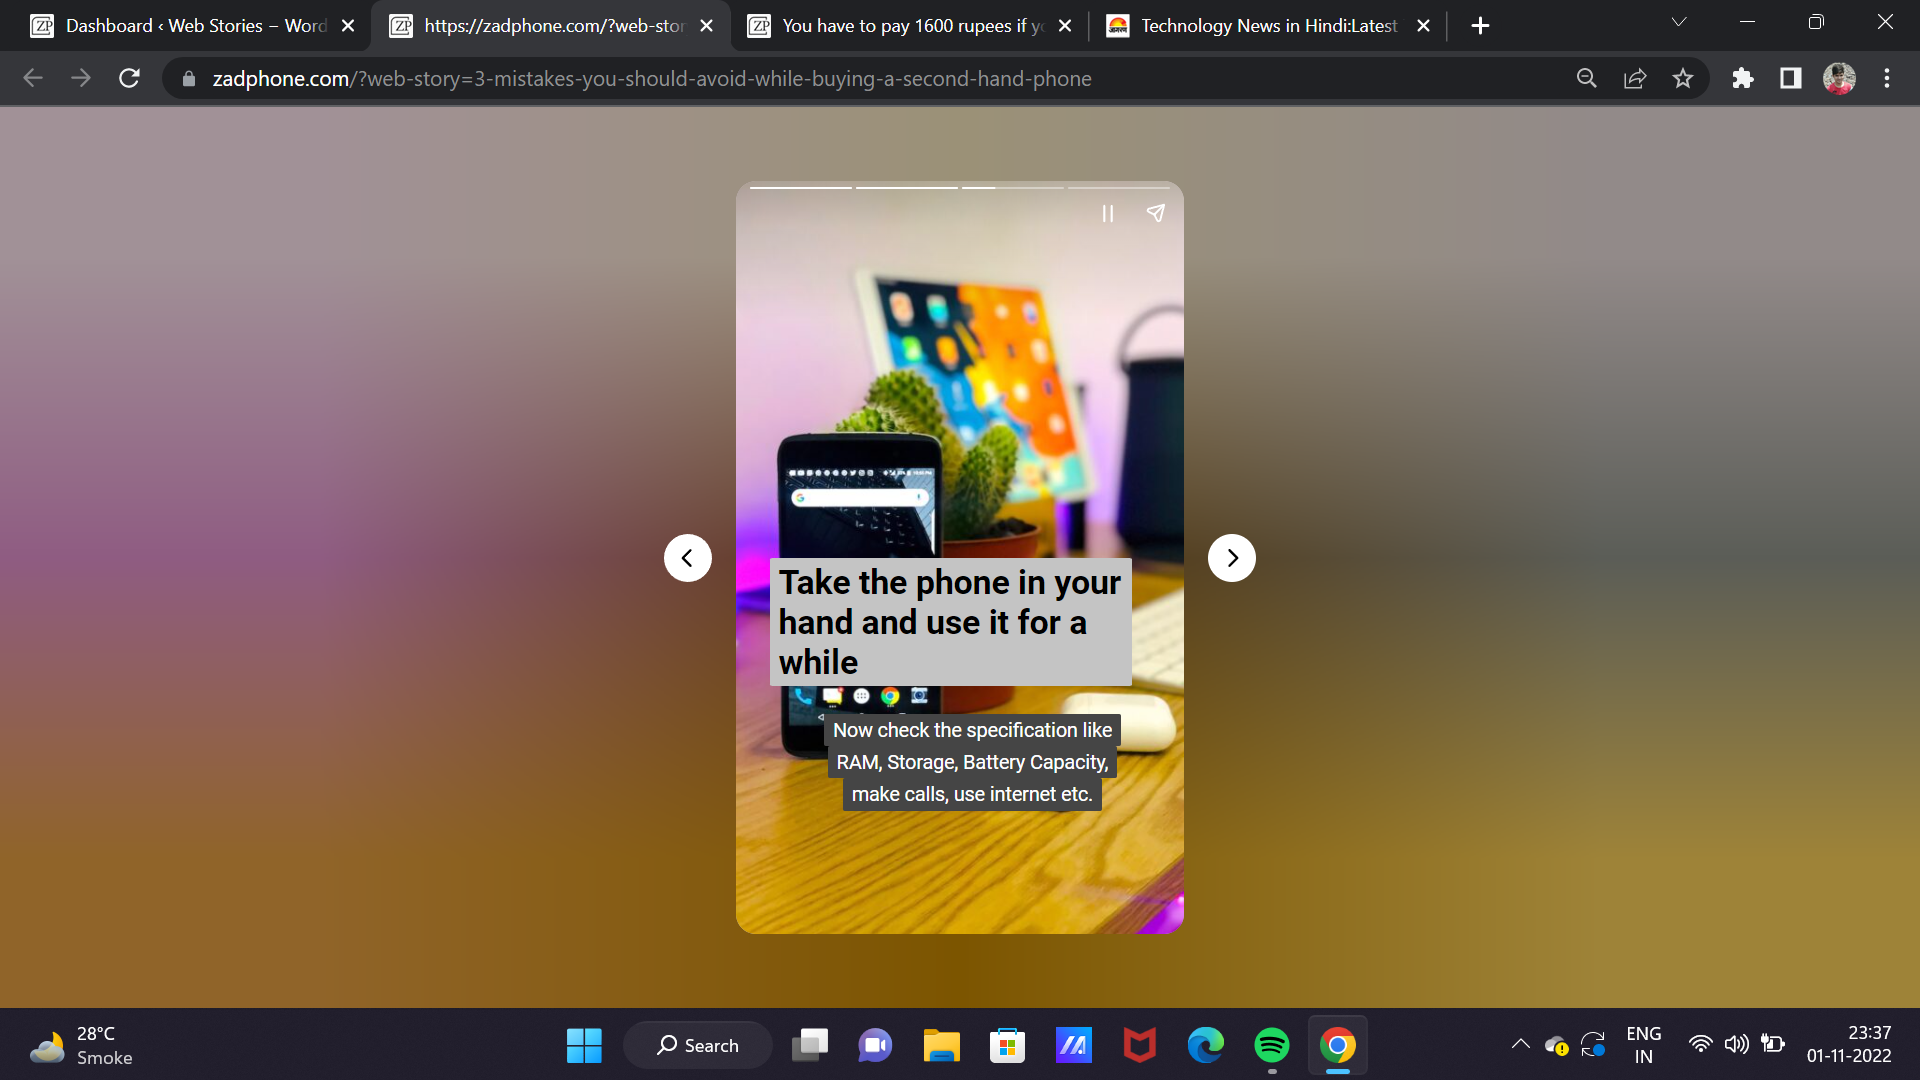 Dashboard ‹ Web Stories – Word
https://zadphone.com/?web-stor
You have to pay 1600 rupees if yo
Technology News in Hindi:Latest
zadphone.com/?web-story=3-mistakes-you-should-avoid-while-buying-a-second-hand-phone
Take the phone in your
hand and use it for a
while
Now check the specification like
RAM, Storage, Battery Capacity,
make calls, use internet etc.
28°C
Smoke
Search
ENG
IN
23:37
01-11-2022